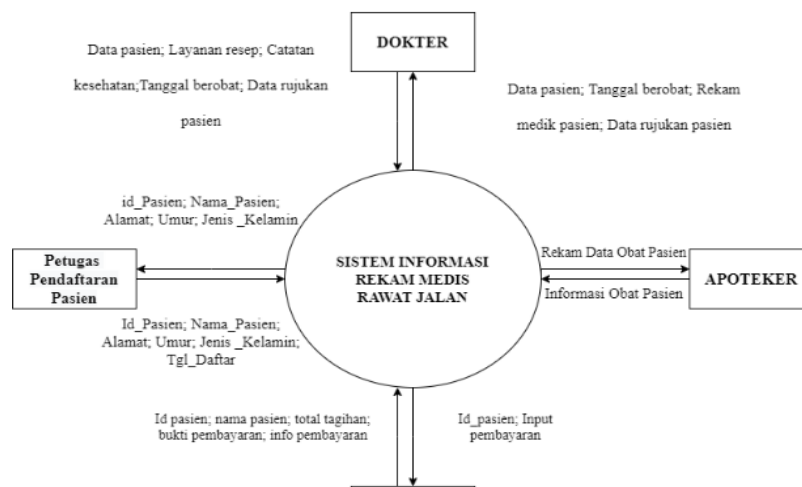 DOKTER
Data pasien; Layanan resep; Catatan
kesehatan;Tanggal berobat; Data rujukan
pasien
Data pasien; Tanggal berobat; Rekam
medik pasien; Data rujukan pasien
id_Pasien; Nama_Pasien;
Alamat; Umur; Jenis _Kelamin
Petugas
Pendaftaran
Pasien
SISTEM INFORMASI
REKAM MEDIS
RAWAT JALAN
Rekam Data Obat Pasien
Informasi Obat Pasien
APOTEKER
Id_Pasien; Nama_Pasien;
Alamat; Umur; Jenis _Kelamin;
Tgl_Daftar
Id pasien; nama pasien; total tagihan;
bukti pembayaran; info pembayaran
Id_pasien; Input
pembayaran